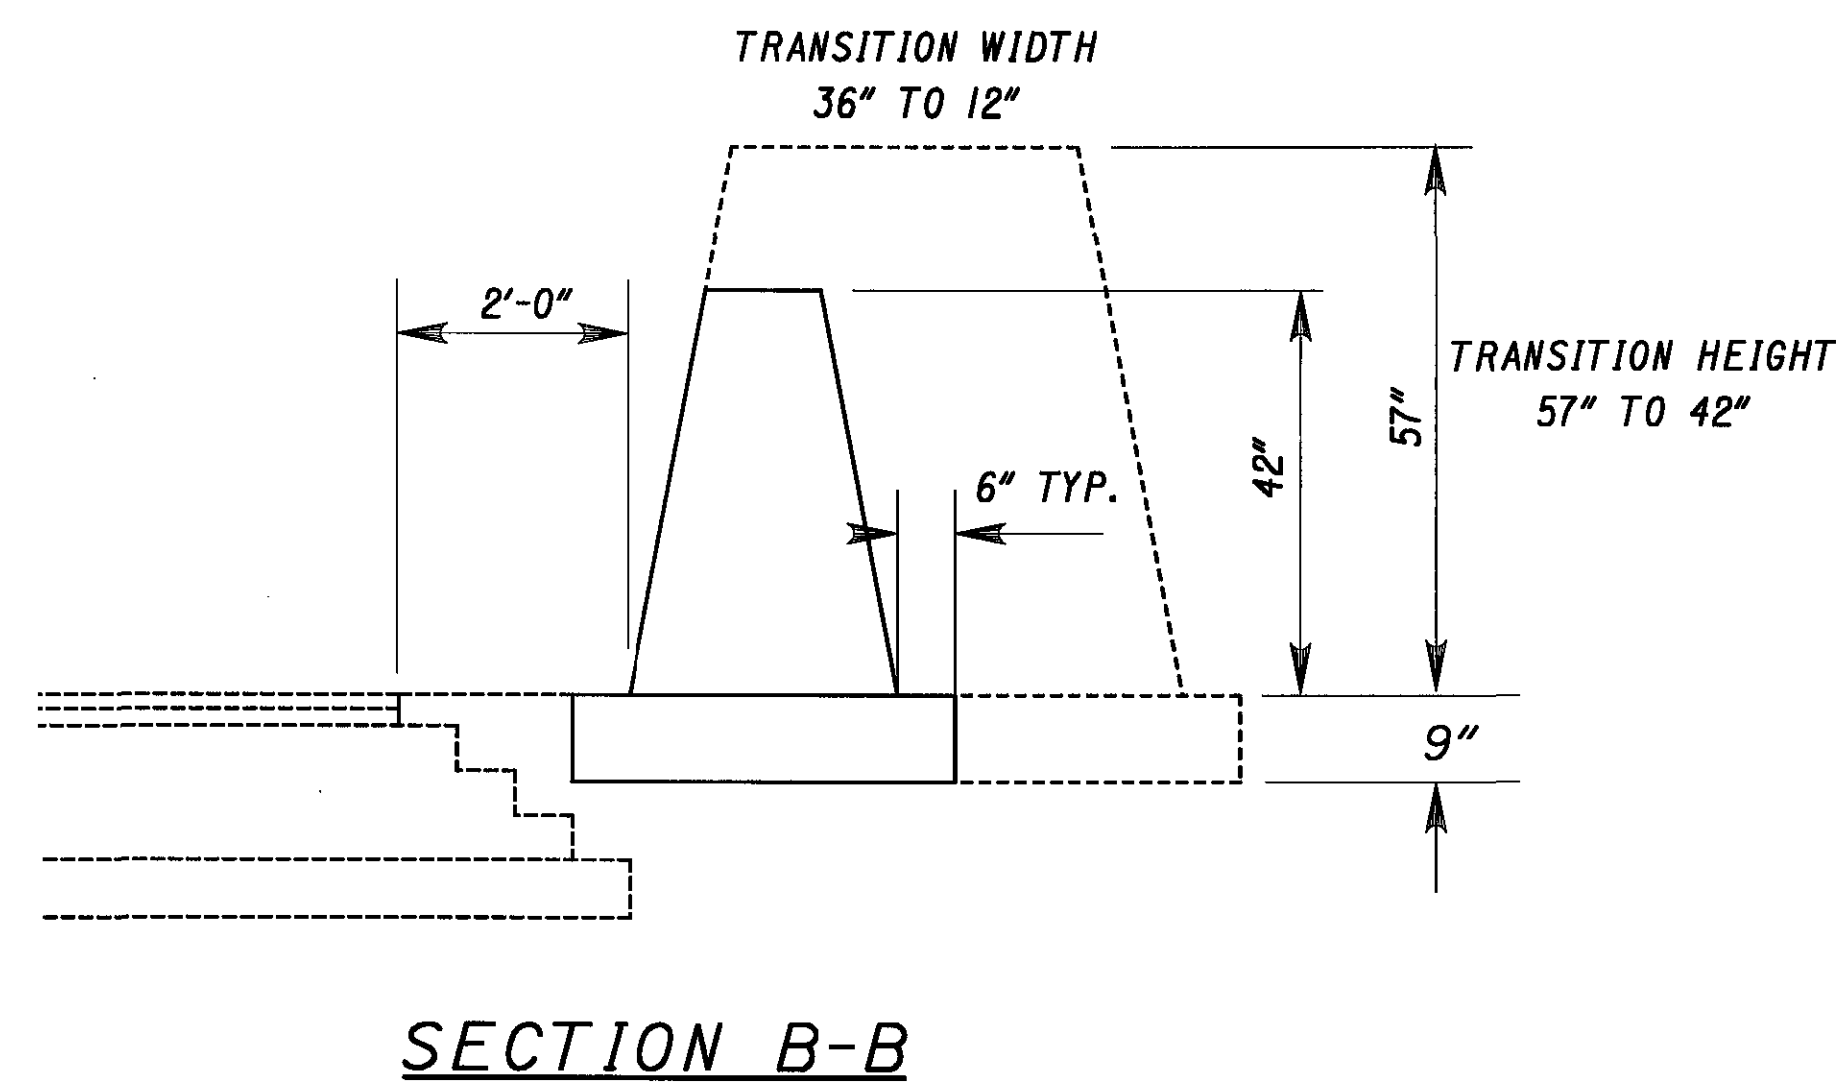 TRANSITION WIDTH
36" TO 12"
2'-0"
TRANSITION HEIGHT
57" TO 42"
57"
42"
6" TYP.
9"
SECTION B-B